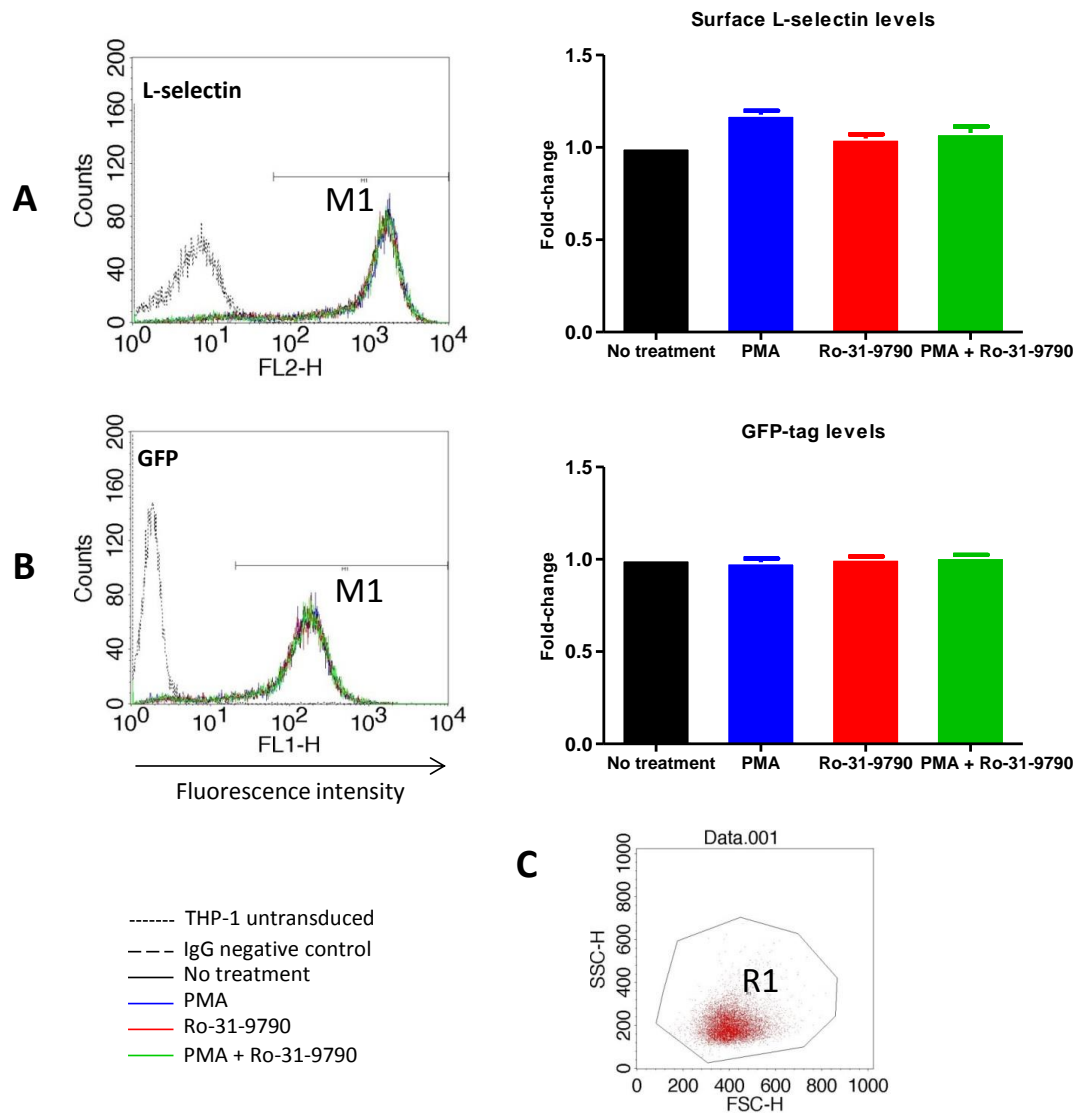 A
L-selectin
M1
M1
Counts
200
160
120
80
40
0
10⁰ 10¹ 10² 10³ 10⁴
FL2-H
Surface L-selectin levels
Fold-change
1.5
1.0
0.5
0.0
No treatment PMA Ro-31-9790 PMA + Ro-31-9790
B
GFP
M1
M1
Counts
200
160
120
80
40
0
10⁰ 10¹ 10² 10³ 10⁴
FL1-H
Fluorescence intensity
GFP-tag levels
Fold-change
1.5
1.0
0.5
0.0
No treatment PMA Ro-31-9790 PMA + Ro-31-9790
THP-1 untransduced
IgG negative control
No treatment
PMA
Ro-31-9790
PMA + Ro-31-9790
C
Data.001
SSC-H
1000
800
600
400
200
0
R1
0 200 400 600 800 1000
FSC-H